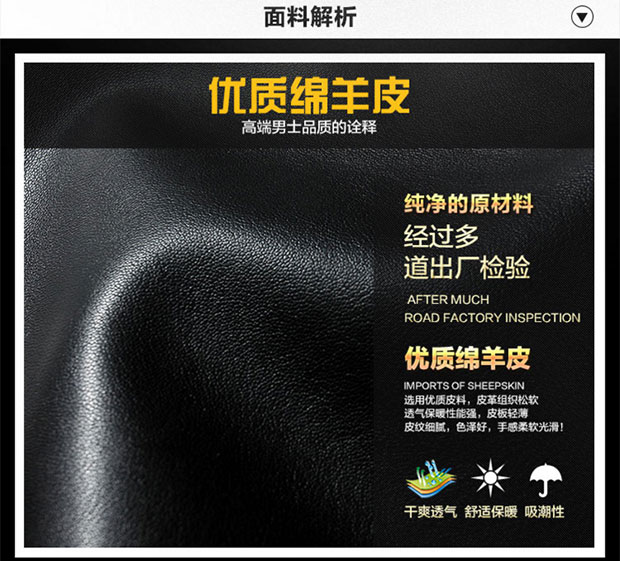 面料解析
优质绵羊皮
高端男士品质的诠释
纯净的原材料
经过多
道出厂检验
AFTER MUCH
ROAD FACTORY INSPECTION
优质绵羊皮
IMPORTS OF SHEEPSKIN
选用优质皮料，皮革组织松软
透气保暖性能强，皮板轻薄
皮纹细腻，色泽好，手感柔软光滑！
干爽透气 舒适保暖 吸潮性